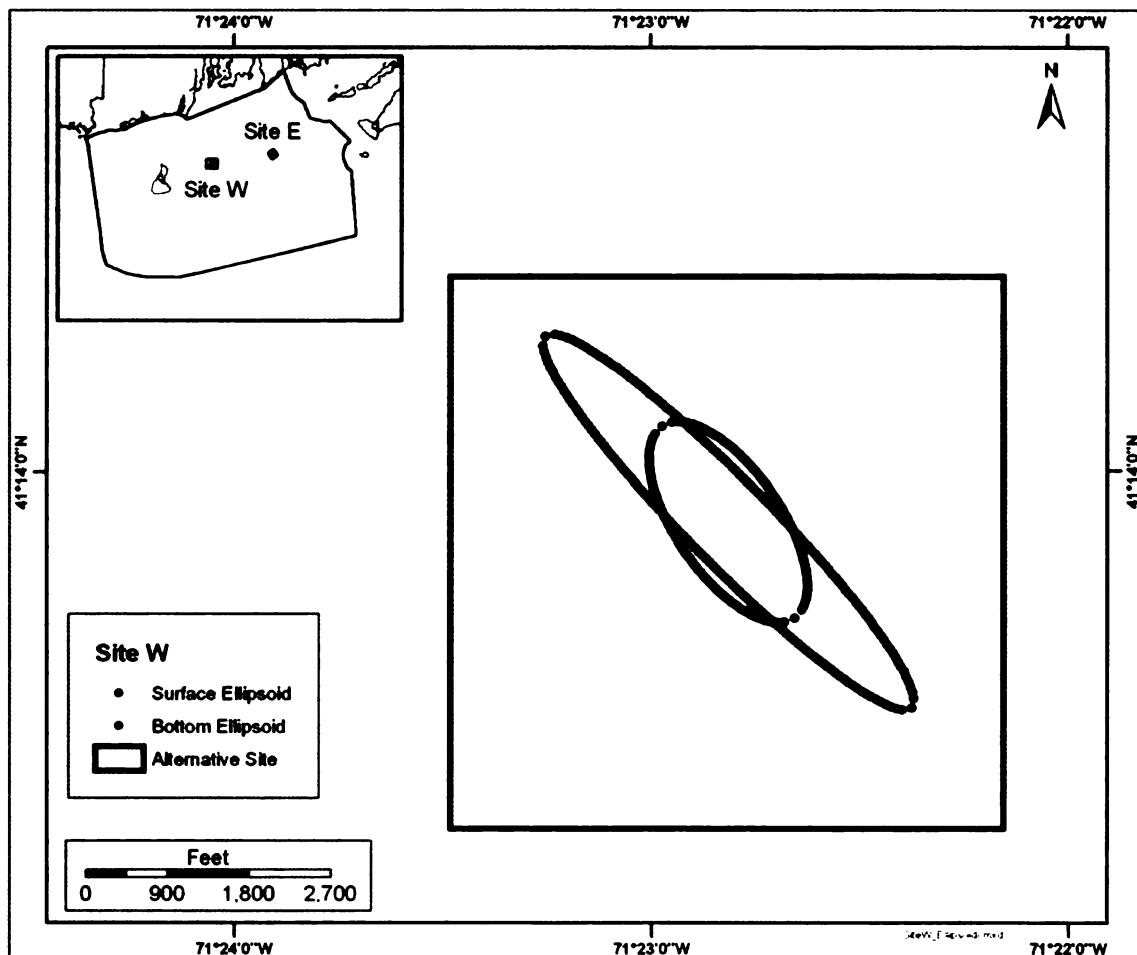 71°24'0"W 71°23'0"W 71°22'0"W
N
Site E
Site W
41°14'0"N 41°14'0"N
Site W
Surface Ellipsoid
Bottom Ellipsoid
Alternative Site
Feet
0 900 1,800 2,700
71°24'0"W 71°23'0"W 71°22'0"W